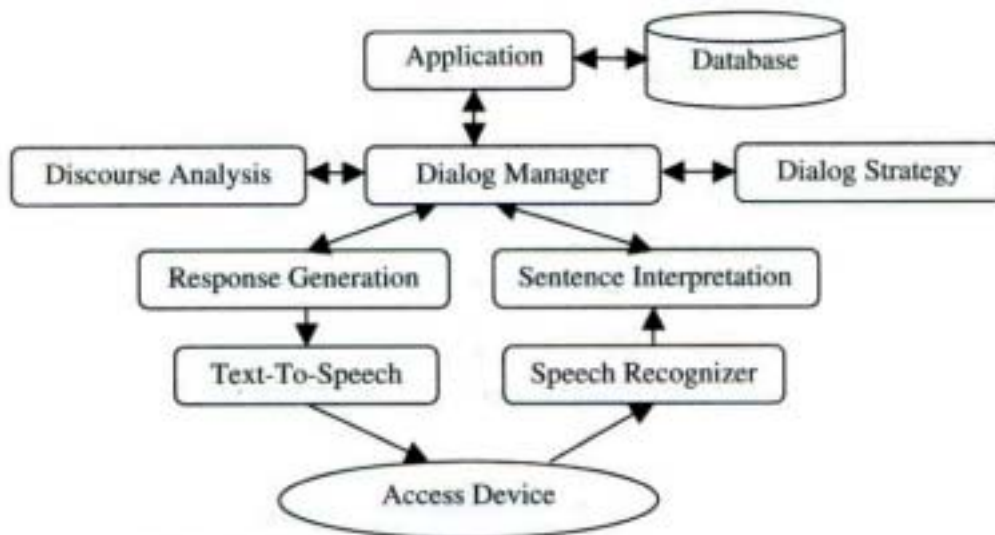 Application
Database
Discourse Analysis
Dialog Manager
Dialog Strategy
Response Generation
Sentence Interpretation
Text-To-Speech
Speech Recognizer
Access Device